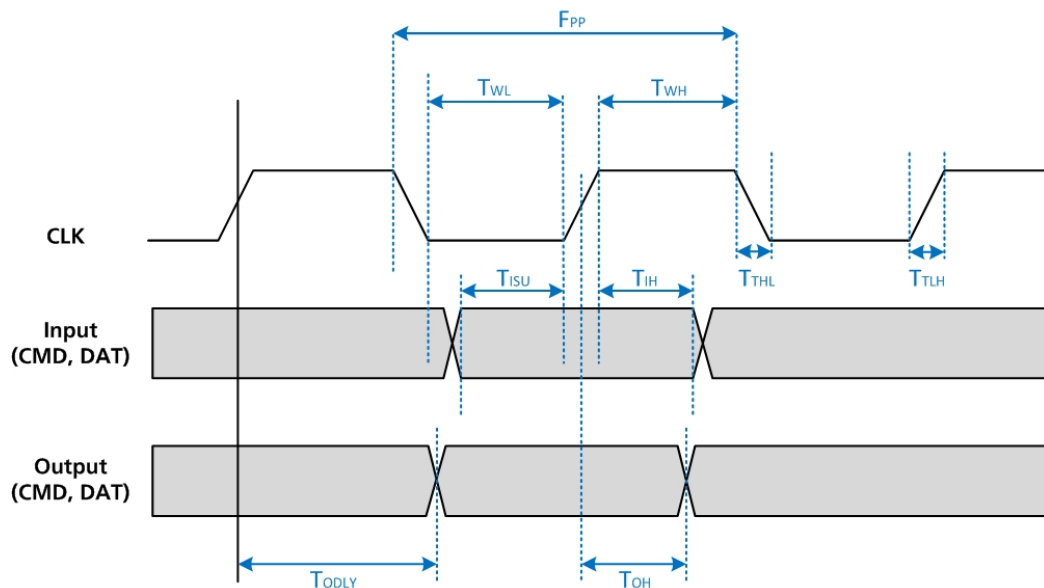 FPP
TWL
TWH
CLK
TISU
TIH
TTHL
TTLH
Input
(CMD, DAT)
Output
(CMD, DAT)
TODLY
TOH